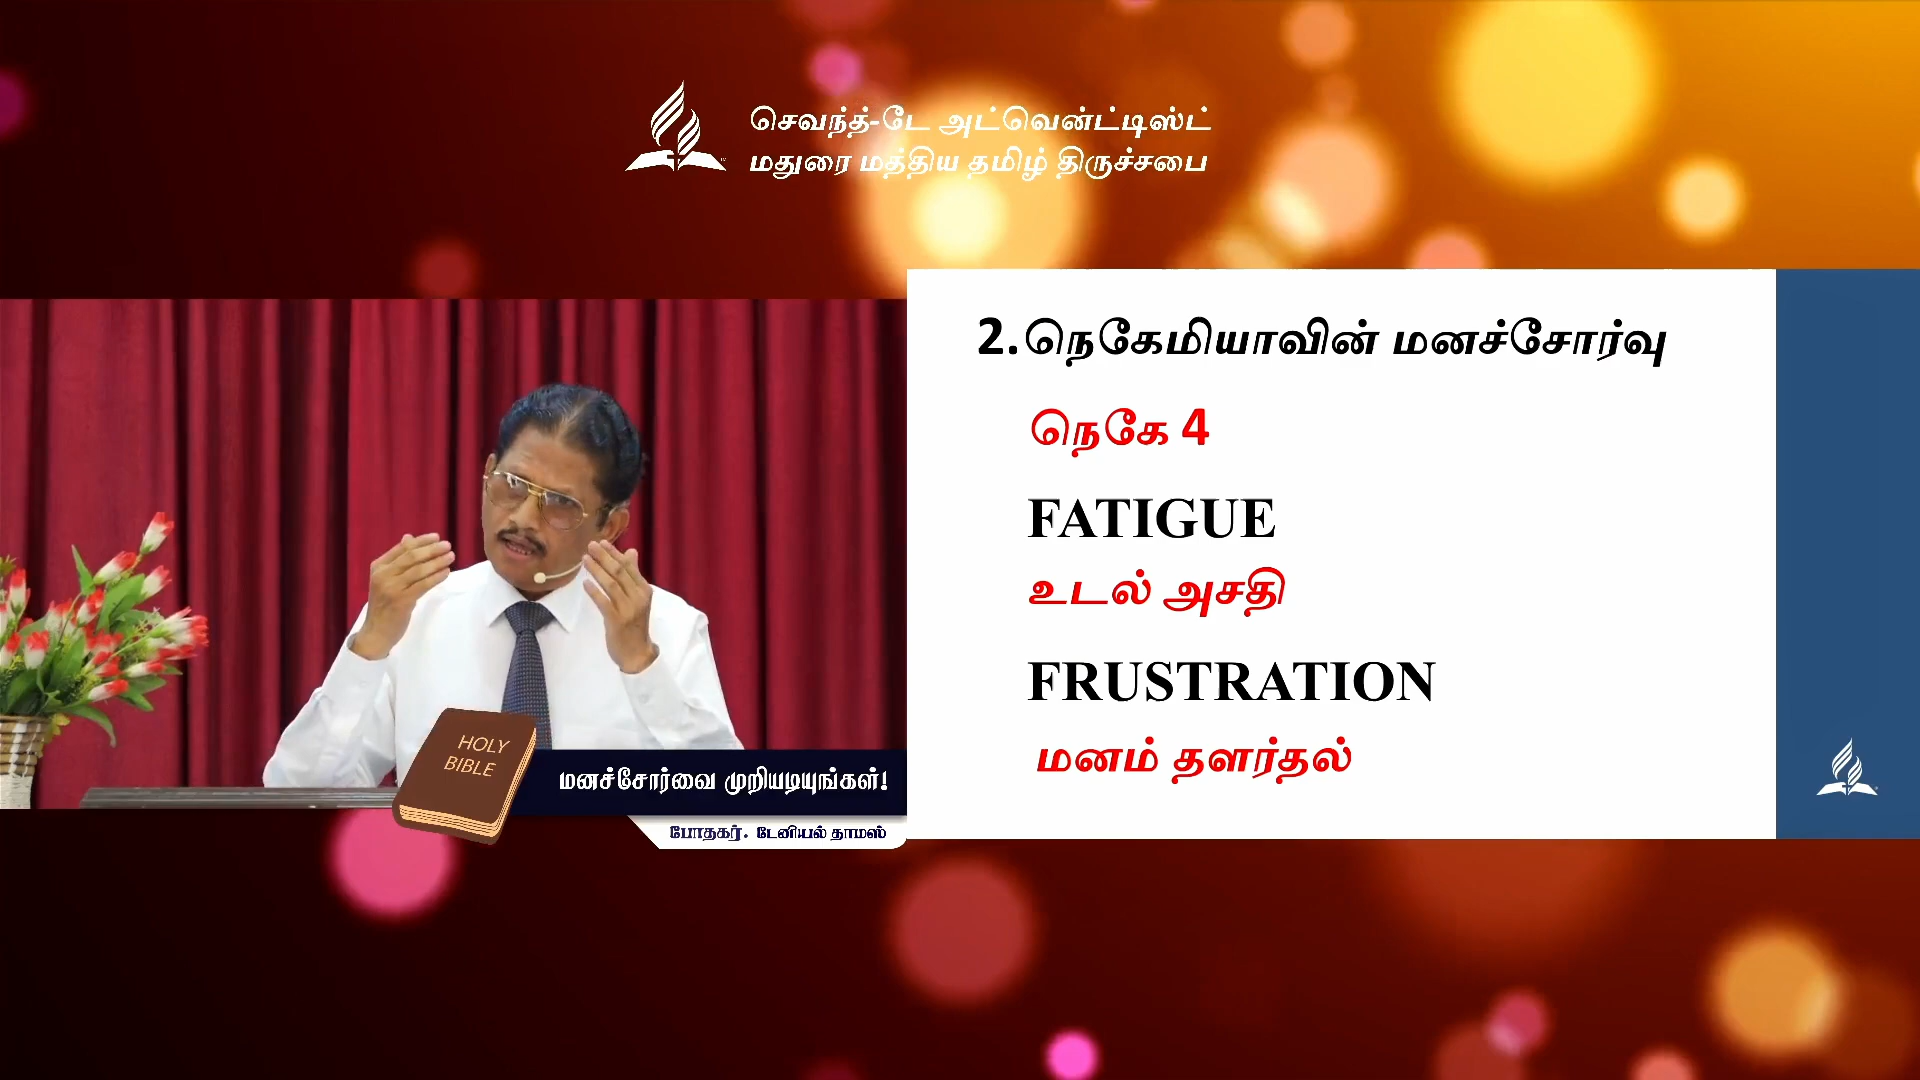 செவந்த்-டே அட்வென்ட்டிஸ்ட்
மதுரை மத்திய தமிழ் திருச்சபை
2.நெகேமியாவின் மனச்சோர்வு
நெகே 4
FATIGUE
உடல் அசதி
FRUSTRATION
மனம் தளர்தல்
HOLY
BIBLE
மனச்சோர்வை முறியடியுங்கள்!
போதகர். டேனியல் தாமஸ்